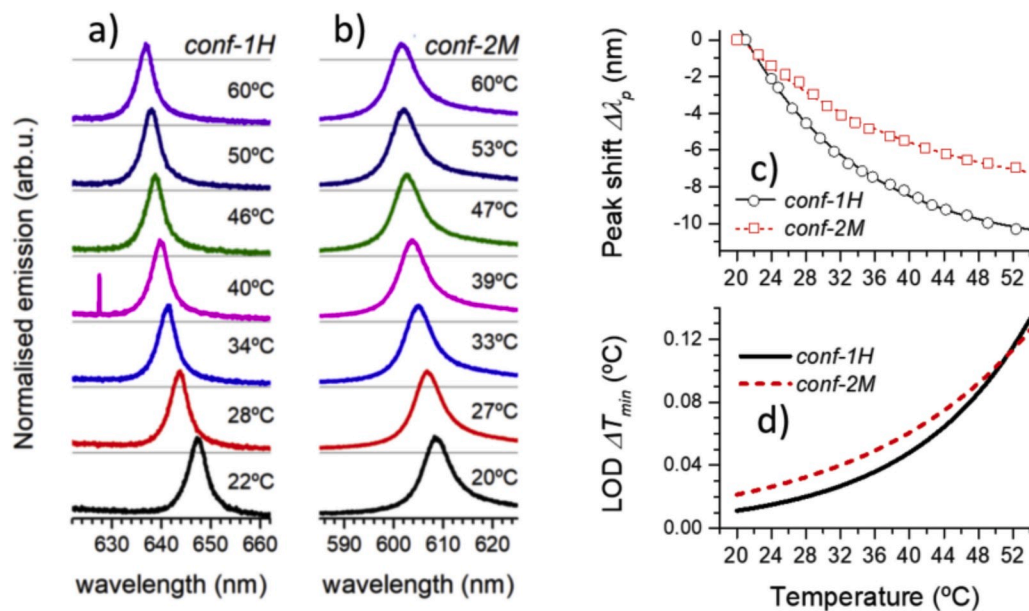 a)
conf-1H
60ºC
50ºC
46ºC
40ºC
34ºC
28ºC
22ºC
Normalised emission (arb.u.)
630 640 650 660
wavelength (nm)
b)
conf-2M
60ºC
53ºC
47ºC
39ºC
33ºC
27ºC
20ºC
590 600 610 620
wavelength (nm)
Peak shift Δλp (nm)
0
-2
-4
-6
-8
-10
c)
conf-1H
conf-2M
20 24 28 32 36 40 44 48 52
LOD ΔTmin (ºC)
0.12
0.08
0.04
0.00
conf-1H
conf-2M
d)
20 24 28 32 36 40 44 48 52
Temperature (ºC)